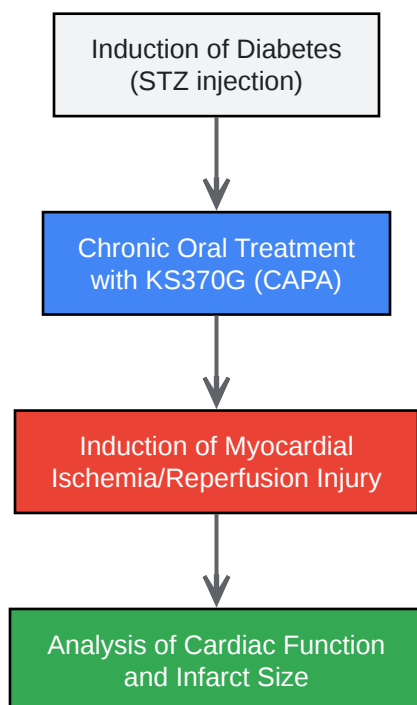 Induction of Diabetes
(STZ injection)
Chronic Oral Treatment
with KS370G (CAPA)
Induction of Myocardial
Ischemia/Reperfusion Injury
Analysis of Cardiac Function
and Infarct Size